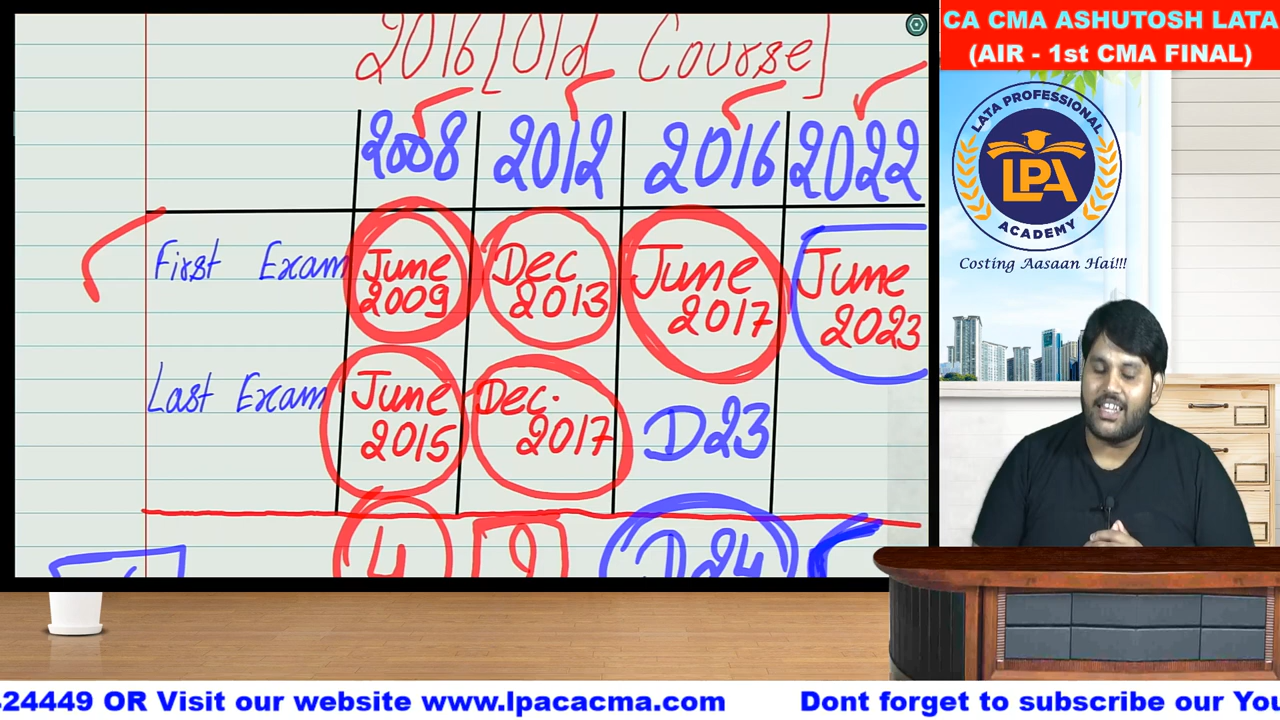 CA CMA ASHUTOSH LATA
(AIR - 1st CMA FINAL)
2016 [Old Course]
2008 2012 2016 2022
First Exam June 2009 Dec 2013 June 2017 June 2023
Last Exam June 2015 Dec. 2017 D23
4 D24
LATA PROFESSIONAL
LPA
ACADEMY
Costing Aasaan Hai!!!
24449 OR Visit our website www.lpacacma.com Dont forget to subscribe our You